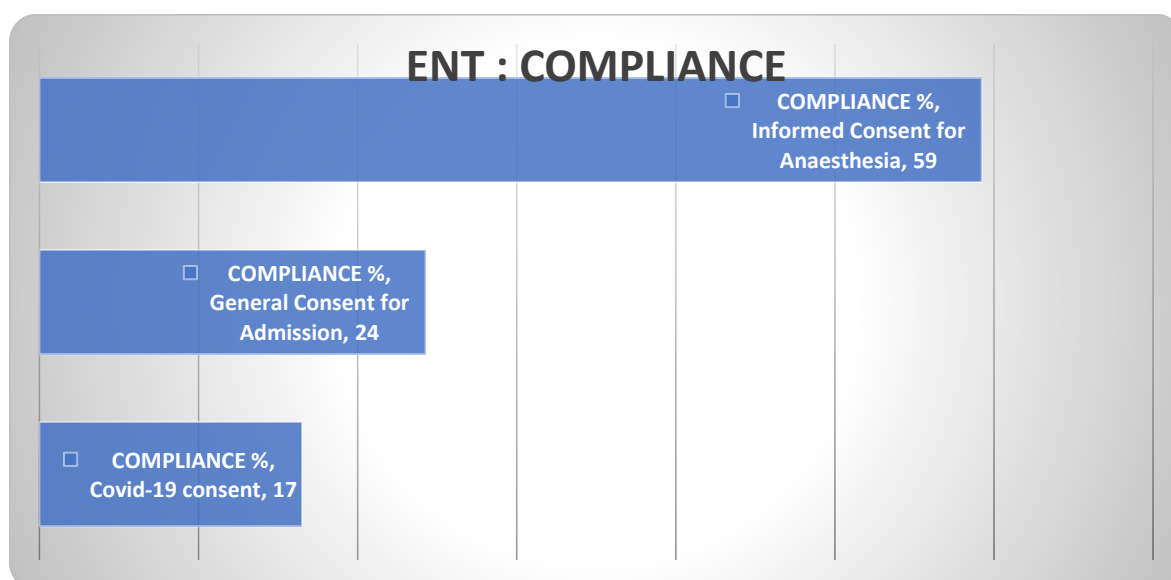 ENT : COMPLIANCE
COMPLIANCE %,
Informed Consent for
Anaesthesia, 59
COMPLIANCE %,
General Consent for
Admission, 24
COMPLIANCE %,
Covid-19 consent, 17